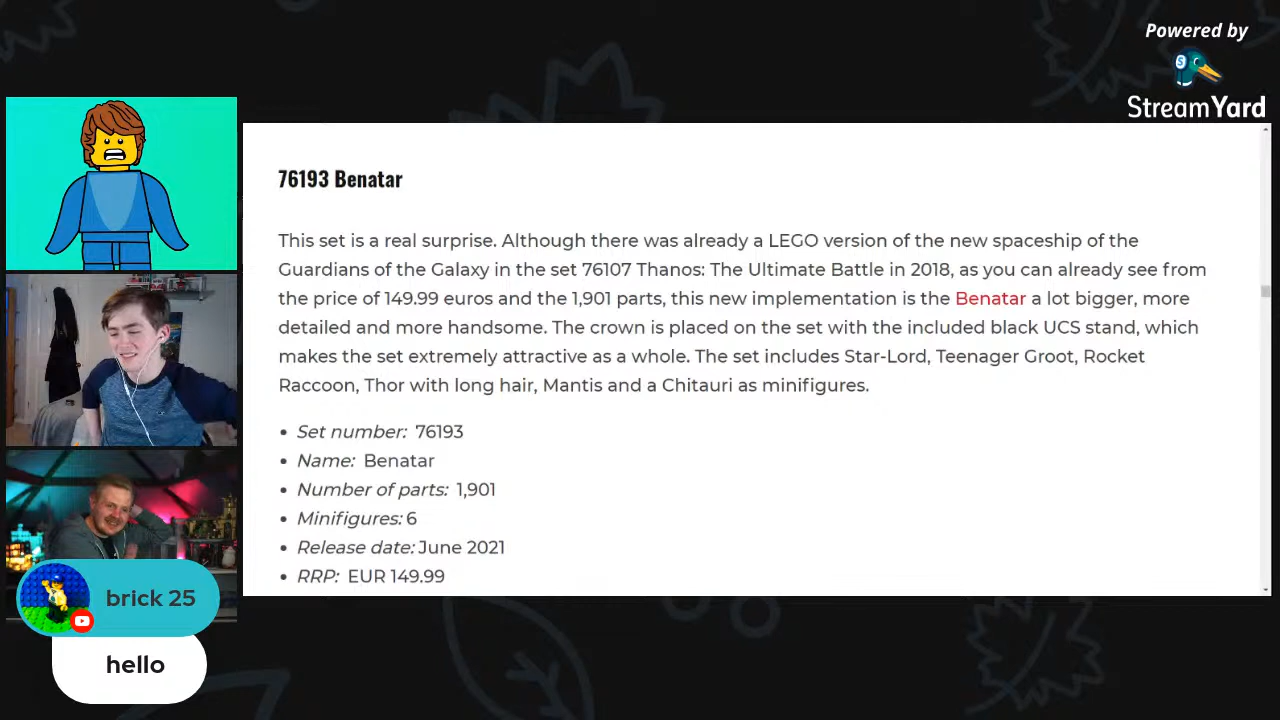 Powered by
StreamYard
76193 Benatar
This set is a real surprise. Although there was already a LEGO version of the new spaceship of the
Guardians of the Galaxy in the set 76107 Thanos: The Ultimate Battle in 2018, as you can already see from
the price of 149.99 euros and the 1,901 parts, this new implementation is the Benatar a lot bigger, more
detailed and more handsome. The crown is placed on the set with the included black UCS stand, which
makes the set extremely attractive as a whole. The set includes Star-Lord, Teenager Groot, Rocket
Raccoon, Thor with long hair, Mantis and a Chitauri as minifigures.
• Set number: 76193
• Name: Benatar
• Number of parts: 1,901
• Minifigures: 6
• Release date: June 2021
• RRP: EUR 149.99
brick 25
hello